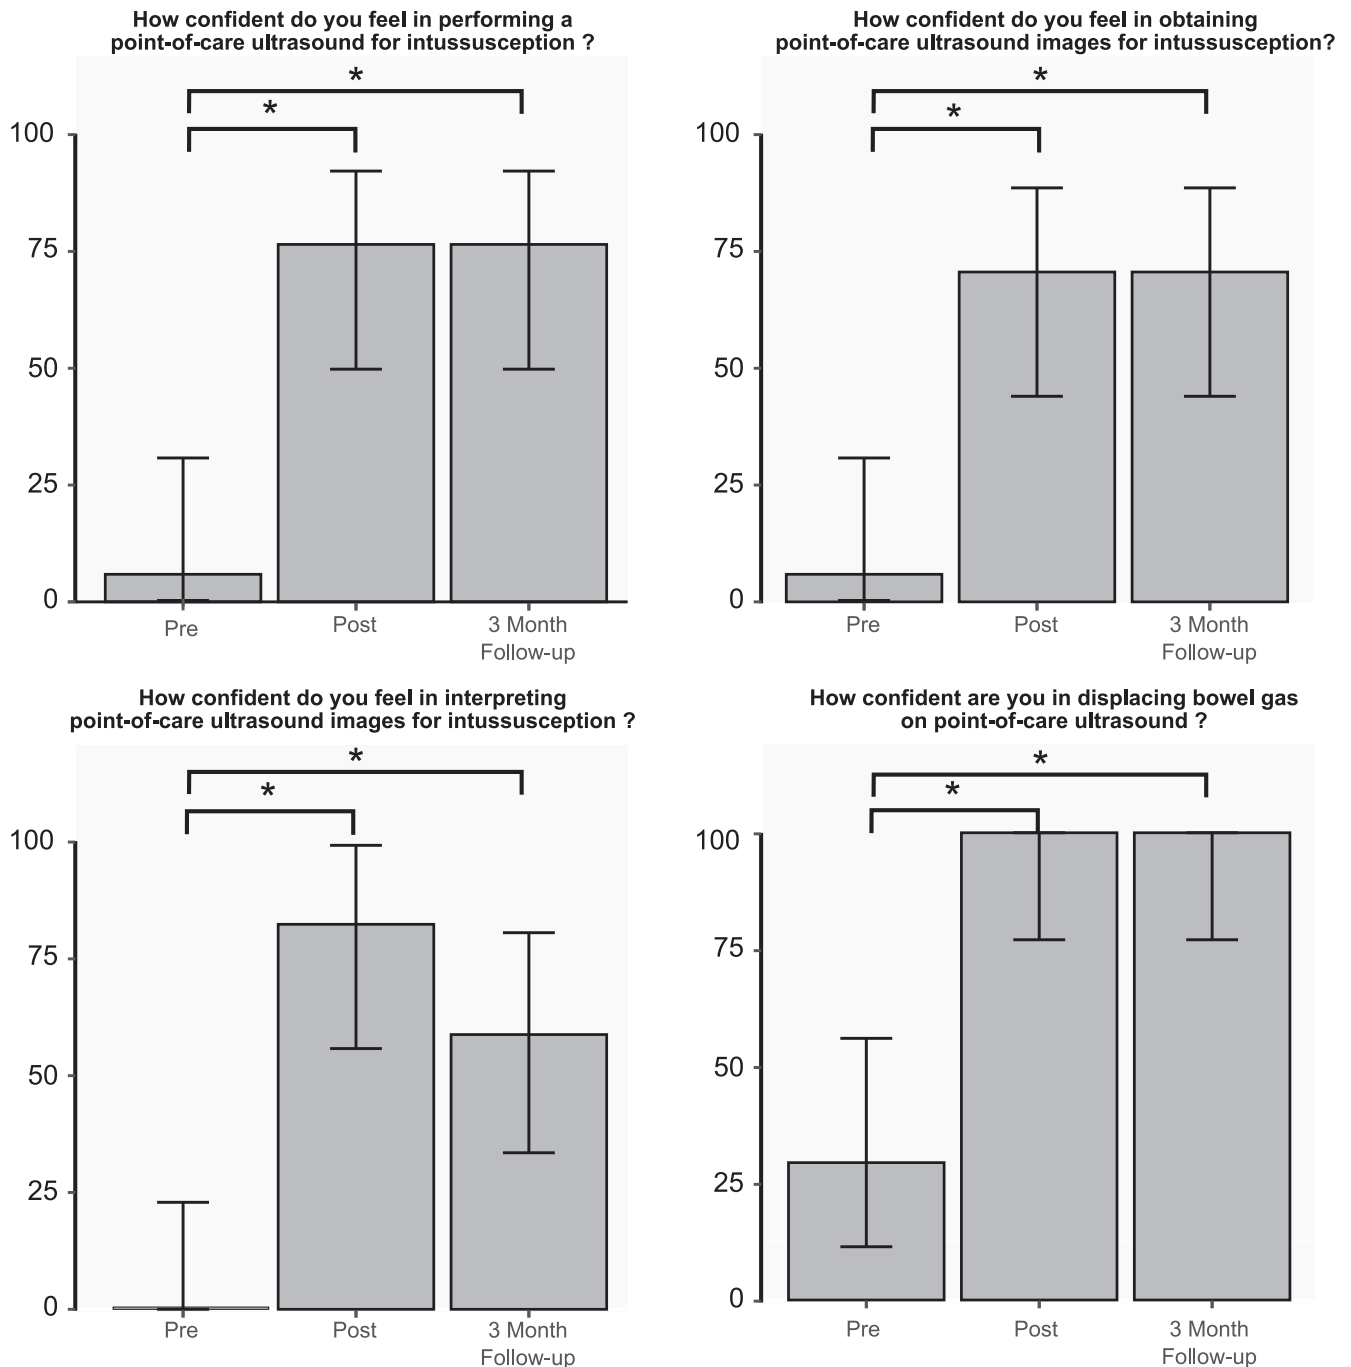 How confident do you feel in performing a
point-of-care ultrasound for intussusception ?
*
*
100
75
50
25
0
Pre
Post
3 Month
Follow-up
How confident do you feel in obtaining
point-of-care ultrasound images for intussusception?
*
*
100
75
50
25
0
Pre
Post
3 Month
Follow-up
How confident do you feel in interpreting
point-of-care ultrasound images for intussusception ?
*
*
100
75
50
25
0
Pre
Post
3 Month
Follow-up
How confident are you in displacing bowel gas
on point-of-care ultrasound ?
*
*
100
75
50
25
0
Pre
Post
3 Month
Follow-up